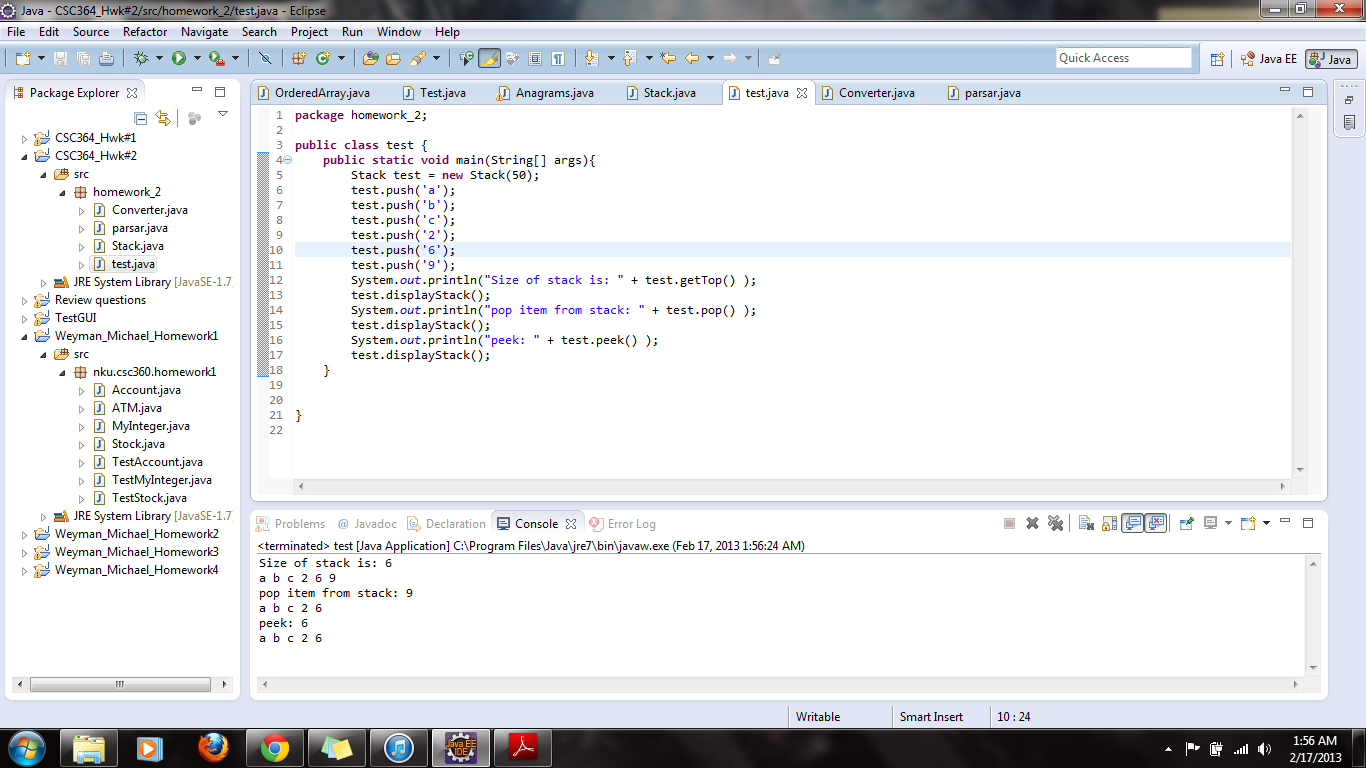 Java - CSC364_Hwk#2/src/homework_2/test.java - Eclipse
File Edit Source Refactor Navigate Search Project Run Window Help
Quick Access Java EE Java
Package Explorer
CSC364_Hwk#1
CSC364_Hwk#2
src
homework_2
Converter.java
parsar.java
Stack.java
test.java
JRE System Library [JavaSE-1.7
Review questions
TestGUI
Weyman_Michael_Homework1
src
nku.csc360.homework1
Account.java
ATM.java
MyInteger.java
Stock.java
TestAccount.java
TestMyInteger.java
TestStock.java
JRE System Library [JavaSE-1.7
Weyman_Michael_Homework2
Weyman_Michael_Homework3
Weyman_Michael_Homework4
OrderedArray.java Test.java Anagrams.java Stack.java test.java Converter.java parsar.java
1 package homework_2;
2
3 public class test {
4 public static void main(String[] args){
5 Stack test = new Stack(50);
6 test.push('a');
7 test.push('b');
8 test.push('c');
9 test.push('2');
10 test.push('6');
11 test.push('9');
12 System.out.println("Size of stack is: " + test.getTop() );
13 test.displayStack();
14 System.out.println("pop item from stack: " + test.pop() );
15 test.displayStack();
16 System.out.println("peek: " + test.peek() );
17 test.displayStack();
18 }
19
20
21 }
22
Problems @ Javadoc Declaration Console Error Log
<terminated> test [Java Application] C:\Program Files\Java\jre7\bin\javaw.exe (Feb 17, 2013 1:56:24 AM)
Size of stack is: 6
a b c 2 6 9
pop item from stack: 9
a b c 2 6
peek: 6
a b c 2 6
Writable Smart Insert 10 : 24
Java EE
IDE
1:56 AM
2/17/2013